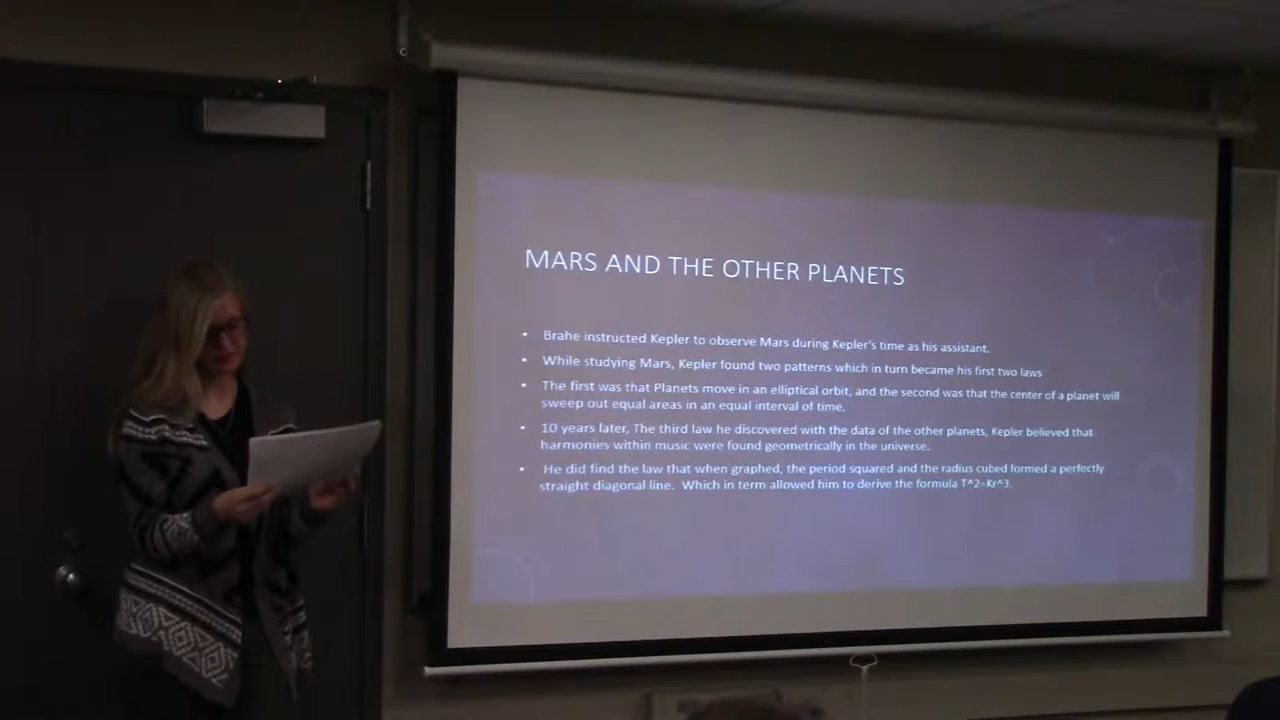 MARS AND THE OTHER PLANETS
• Brahe instructed Kepler to observe Mars during Kepler's time as his assistant.
• While studying Mars, Kepler found two patterns which in turn became his first two laws
• The first was that Planets move in an elliptical orbit, and the second was that the center of a planet will
sweep out equal areas in an equal interval of time.
• 10 years later, The third law he discovered with the data of the other planets, Kepler believed that
harmonies within music were found geometrically in the universe.
• He did find the law that when graphed, the period squared and the radius cubed formed a perfectly
straight diagonal line. Which in term allowed him to derive the formula T^2=Kr^3.